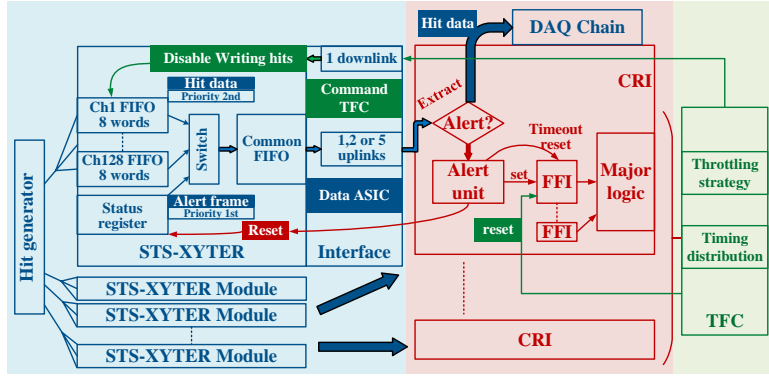 Hit data
DAQ Chain
Disable Writing hits
1 downlink
CRI
Hit data
Priority 2nd
Command
TFC
Extract
Ch1 FIFO
8 words
Alert?
Switch
Common
FIFO
1,2 or 5
uplinks
Timeout
reset
Ch128 FIFO
8 words
Alert
unit
set
FFI
Major
logic
Throttling
strategy
Alert frame
Priority 1st
Data ASIC
Status
register
Reset
reset
FFI
Timing
distribution
STS-XYTER
Interface
Hit generator
STS-XYTER Module
STS-XYTER Module
STS-XYTER Module
CRI
TFC